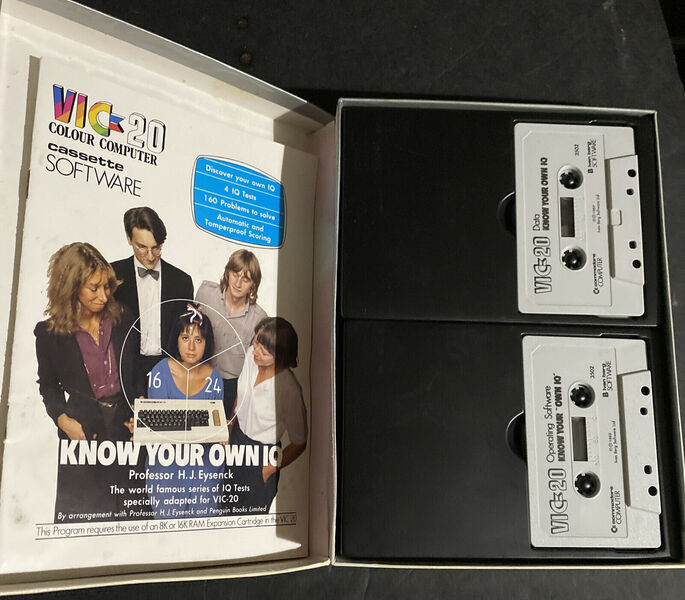 VIC-20
COLOUR COMPUTER
cassette
SOFTWARE
Discover your own IQ
4 IQ Tests
160 Problems to solve
Automatic and
Tamperproof Scoring
16
24
KNOW YOUR OWN IQ
Professor H. J. Eysenck
The world famous series of IQ Tests
specially adapted for VIC-20
By arrangement with Professor H. J. Eysenck and Penguin Books Limited
This Program requires the use of an 8K or 16K RAM Expansion Cartridge in the VIC 20
VIC-20
Data
KNOW YOUR OWN IQ
2502
commodore
COMPUTER
SOFTWARE
VIC-20
Operating Software
KNOW YOUR OWN IQ
2502
commodore
COMPUTER
SOFTWARE